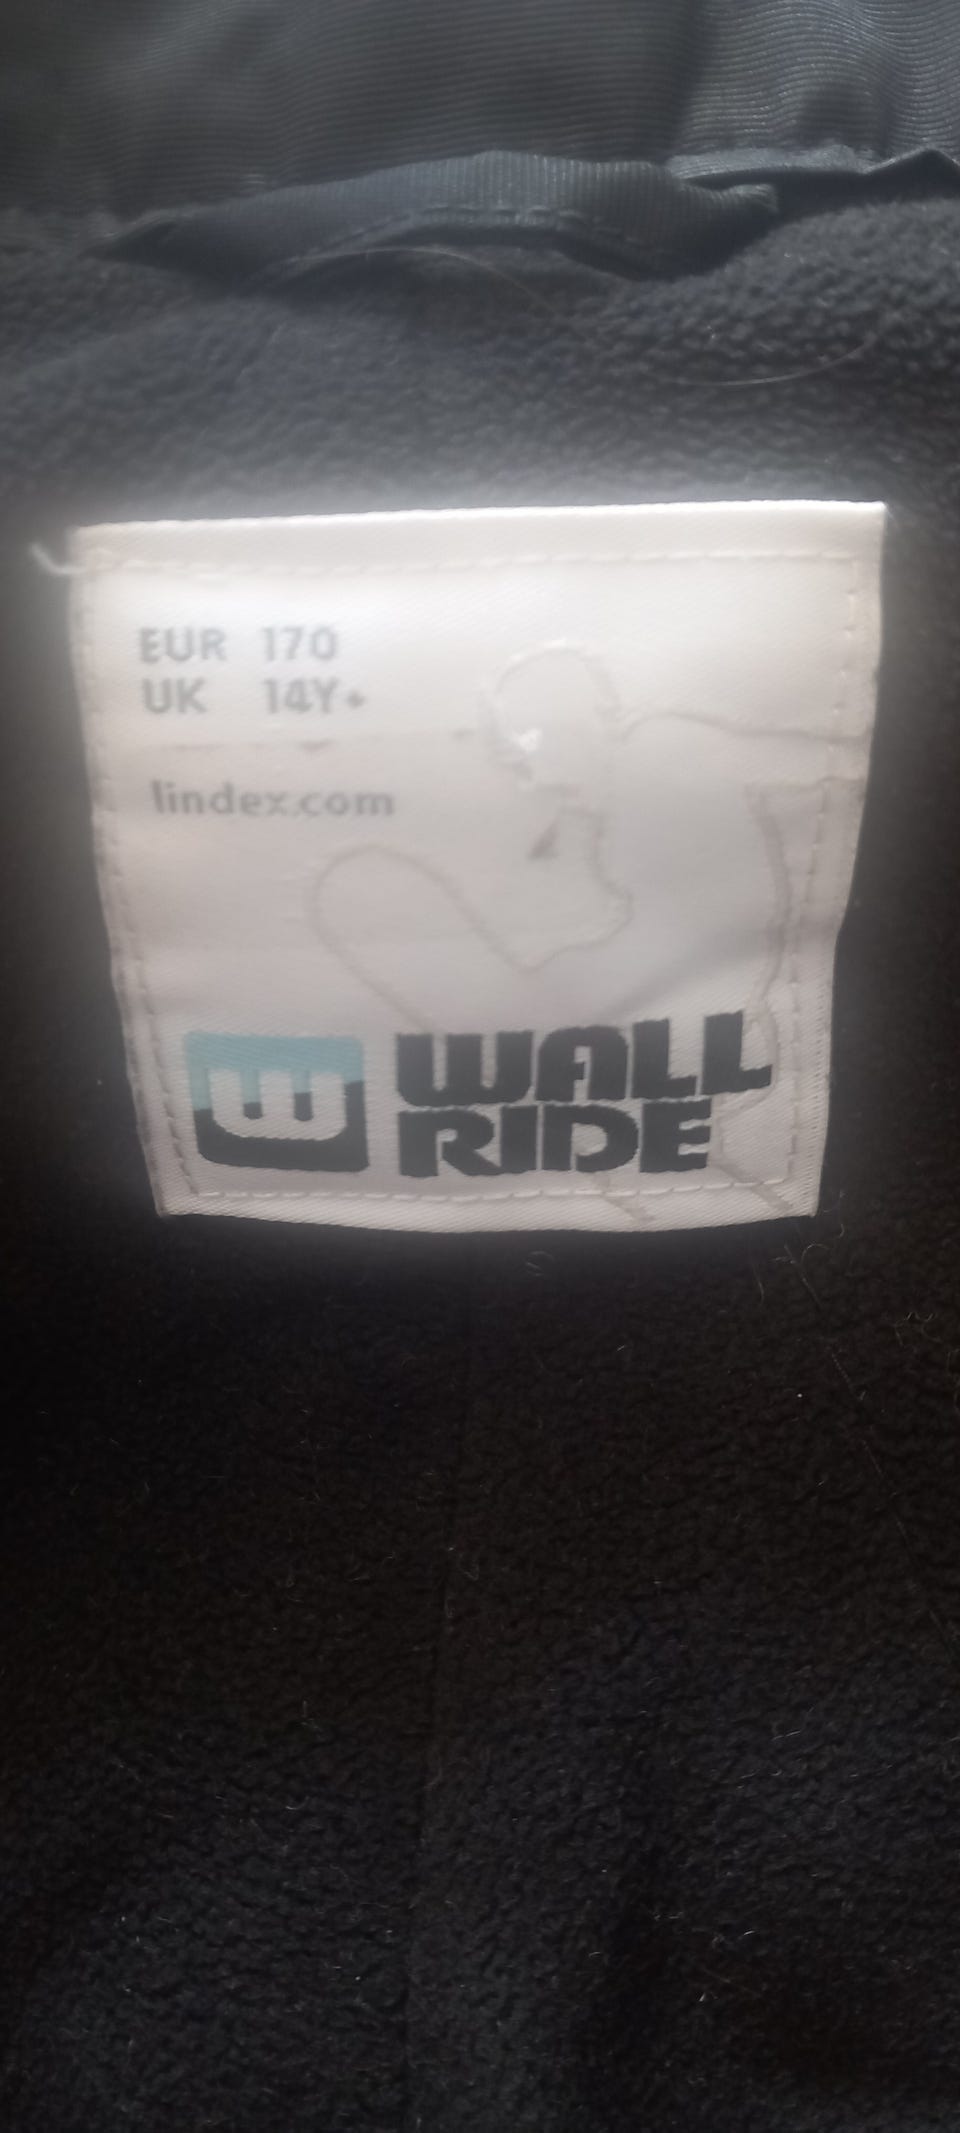 EUR 170
UK 14Y+
lindex.com
WALL
RIDE